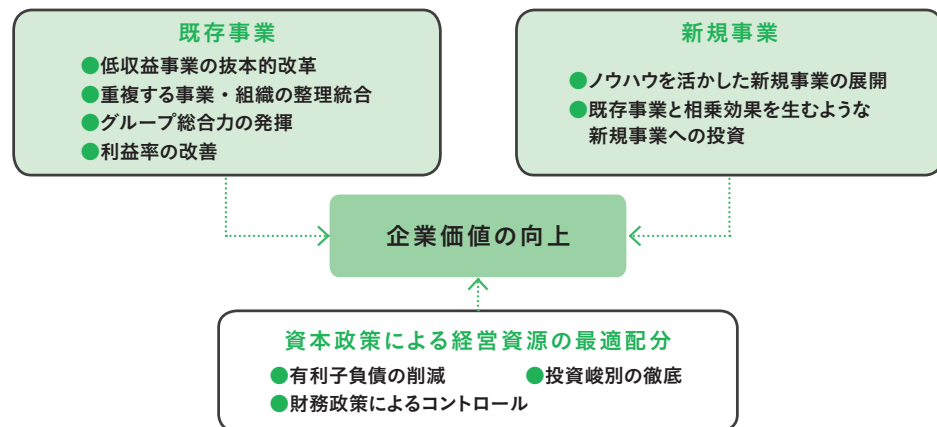 既存事業
●低収益事業の抜本的改革
●重複する事業・組織の整理統合
●グループ総合力の発揮
●利益率の改善
新規事業
●ノウハウを活かした新規事業の展開
●既存事業と相乗効果を生むような
新規事業への投資
企業価値の向上
資本政策による経営資源の最適配分
●有利子負債の削減
●投資峻別の徹底
●財務政策によるコントロール